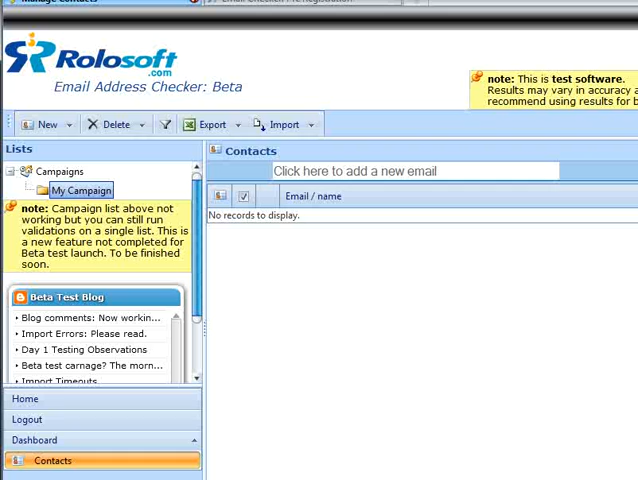 Manage Contacts
Rolosoft
.com
Email Address Checker: Beta
note: This is test software.
Results may vary in accuracy
recommend using results for
New
Delete
Export
Import
Lists
Contacts
Campaigns
Click here to add a new email
My Campaign
Email / name
note: Campaign list above not
working but you can still run
validations on a single list. This is
a new feature not completed for
Beta test launch. To be finished
soon.
No records to display.
Beta Test Blog
Blog comments: Now workin...
Import Errors: Please read.
Day 1 Testing Observations
Beta test carnage? The morn...
Import Timeouts
Home
Logout
Dashboard
Contacts